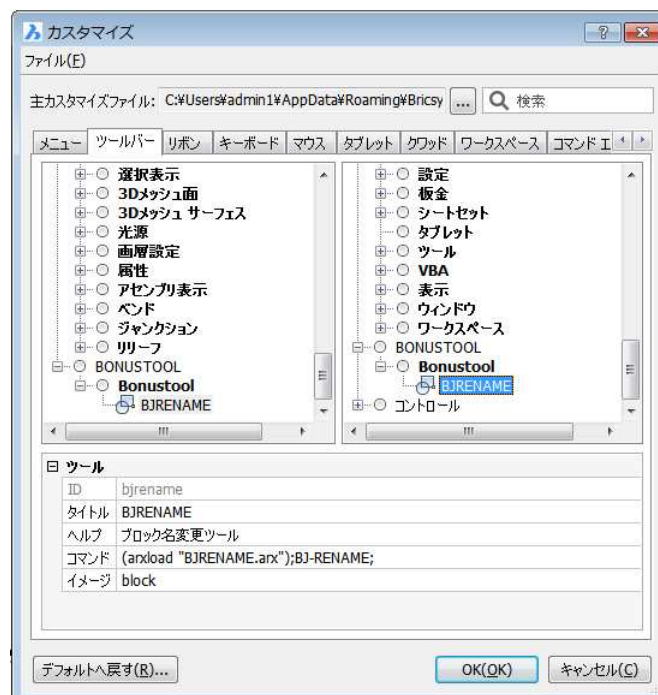 カスタマイズ
ファイル(F)
主カスタマイズファイル: C:¥Users¥admin1¥AppData¥Roaming¥Bricsy ... 検索
メニュー ツールバー リボン キーボード マウス タブレット クワッド ワークスペース コマンド エ
選択表示
3Dメッシュ面
3Dメッシュ サーフェス
光源
画層設定
属性
アセンブリ表示
ベンド
ジャンクション
リリーフ
BONUSTOOL
Bonustool
BJRENAME
設定
板金
シートセット
タブレット
ツール
VBA
表示
ウィンドウ
ワークスペース
BONUSTOOL
Bonustool
BJRENAME
コントロール
ツール
ID bjrename
タイトル BJRENAME
ヘルプ ブロック名変更ツール
コマンド (arxload "BJRENAME.arx");BJ-RENAME;
イメージ block
デフォルトへ戻す(R)... OK(OK) キャンセル(C)